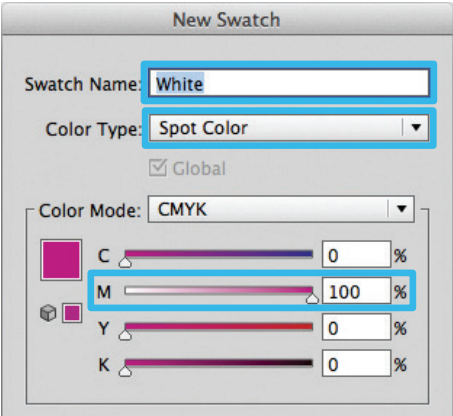 New Swatch
Swatch Name: White
Color Type: Spot Color
Global
Color Mode: CMYK
C 0 %
M 100 %
Y 0 %
K 0 %